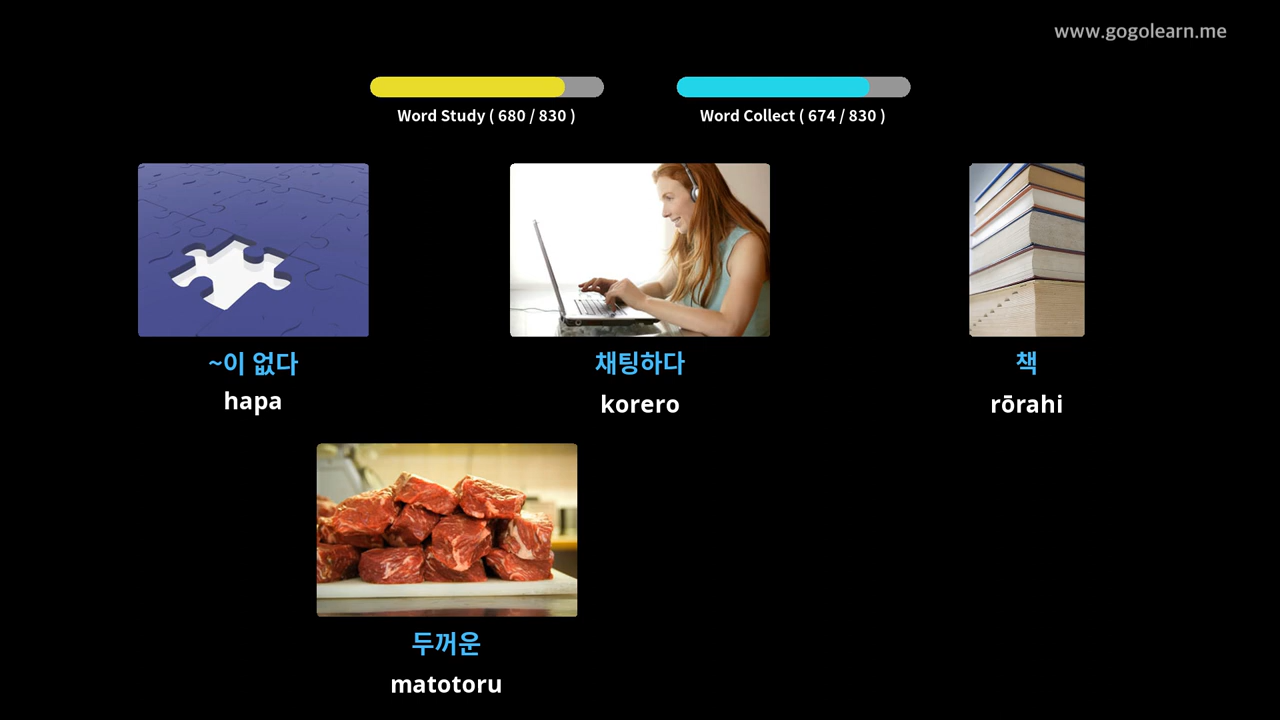 www.gogolearn.me
Word Study ( 680 / 830 )
Word Collect ( 674 / 830 )
~이 없다
hapa
채팅하다
korero
책
rōrahi
두꺼운
matotoru